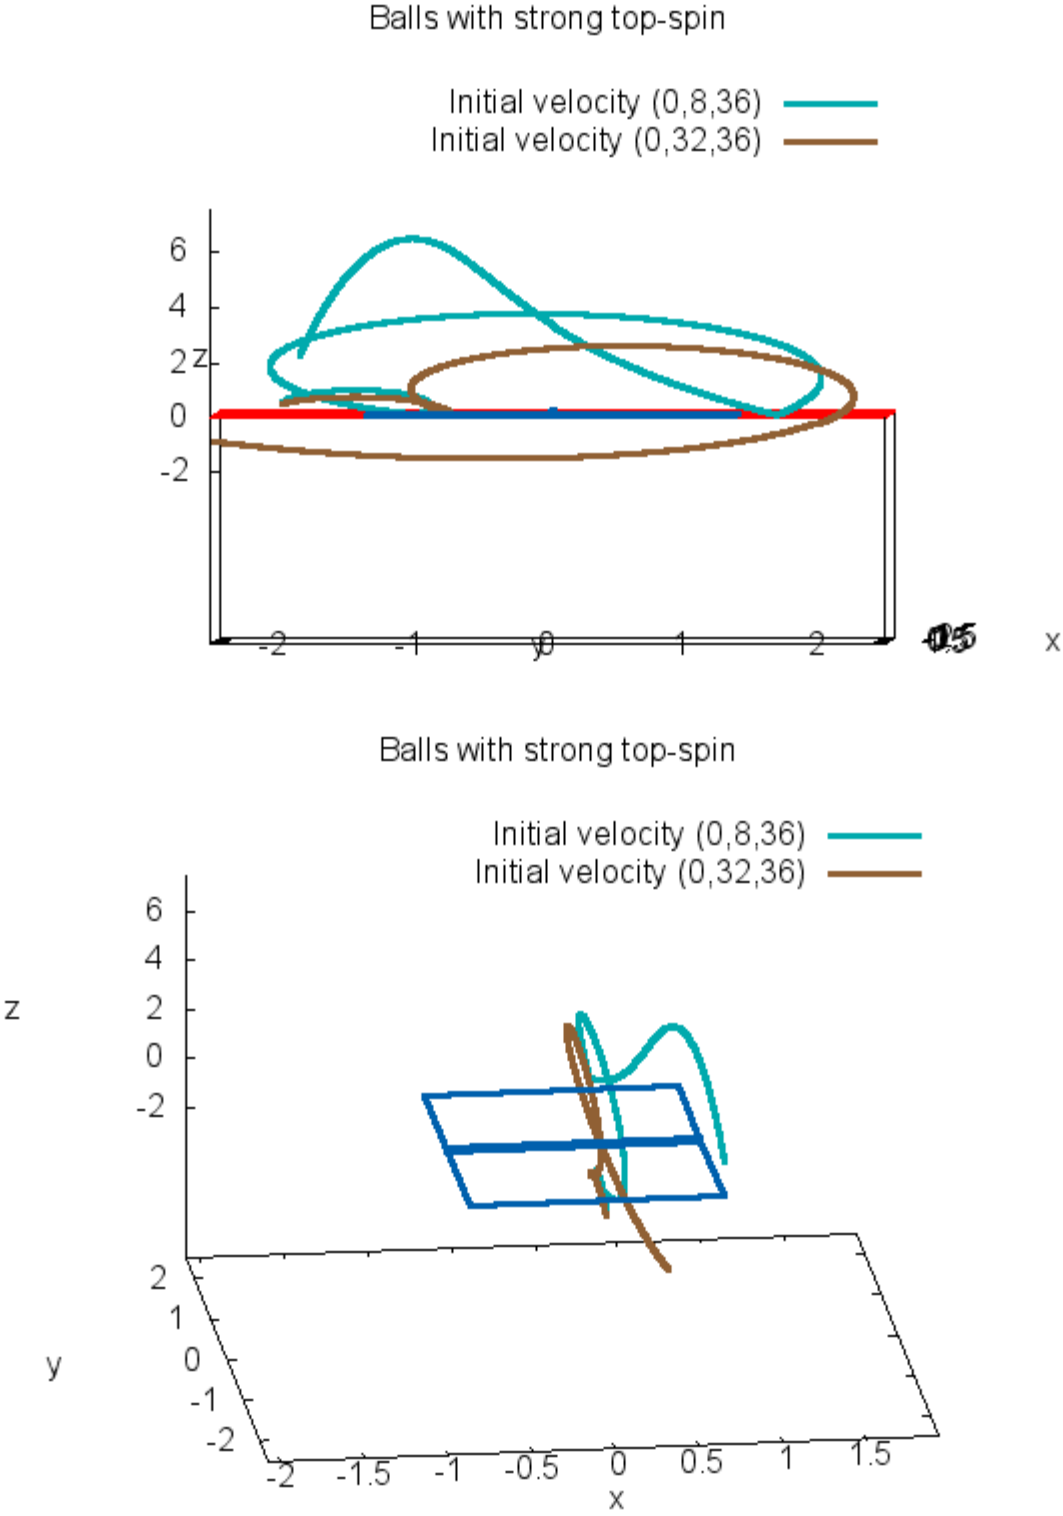 Balls with strong top-spin
Initial velocity (0,8,36)
Initial velocity (0,32,36)
6
4
2
z
0
-2
-2
-1
y
0
1
2
x
Balls with strong top-spin
Initial velocity (0,8,36)
Initial velocity (0,32,36)
6
4
z
2
0
-2
2
1
y
0
-1
-2
-2
-1.5
-1
-0.5
0
0.5
1
1.5
x